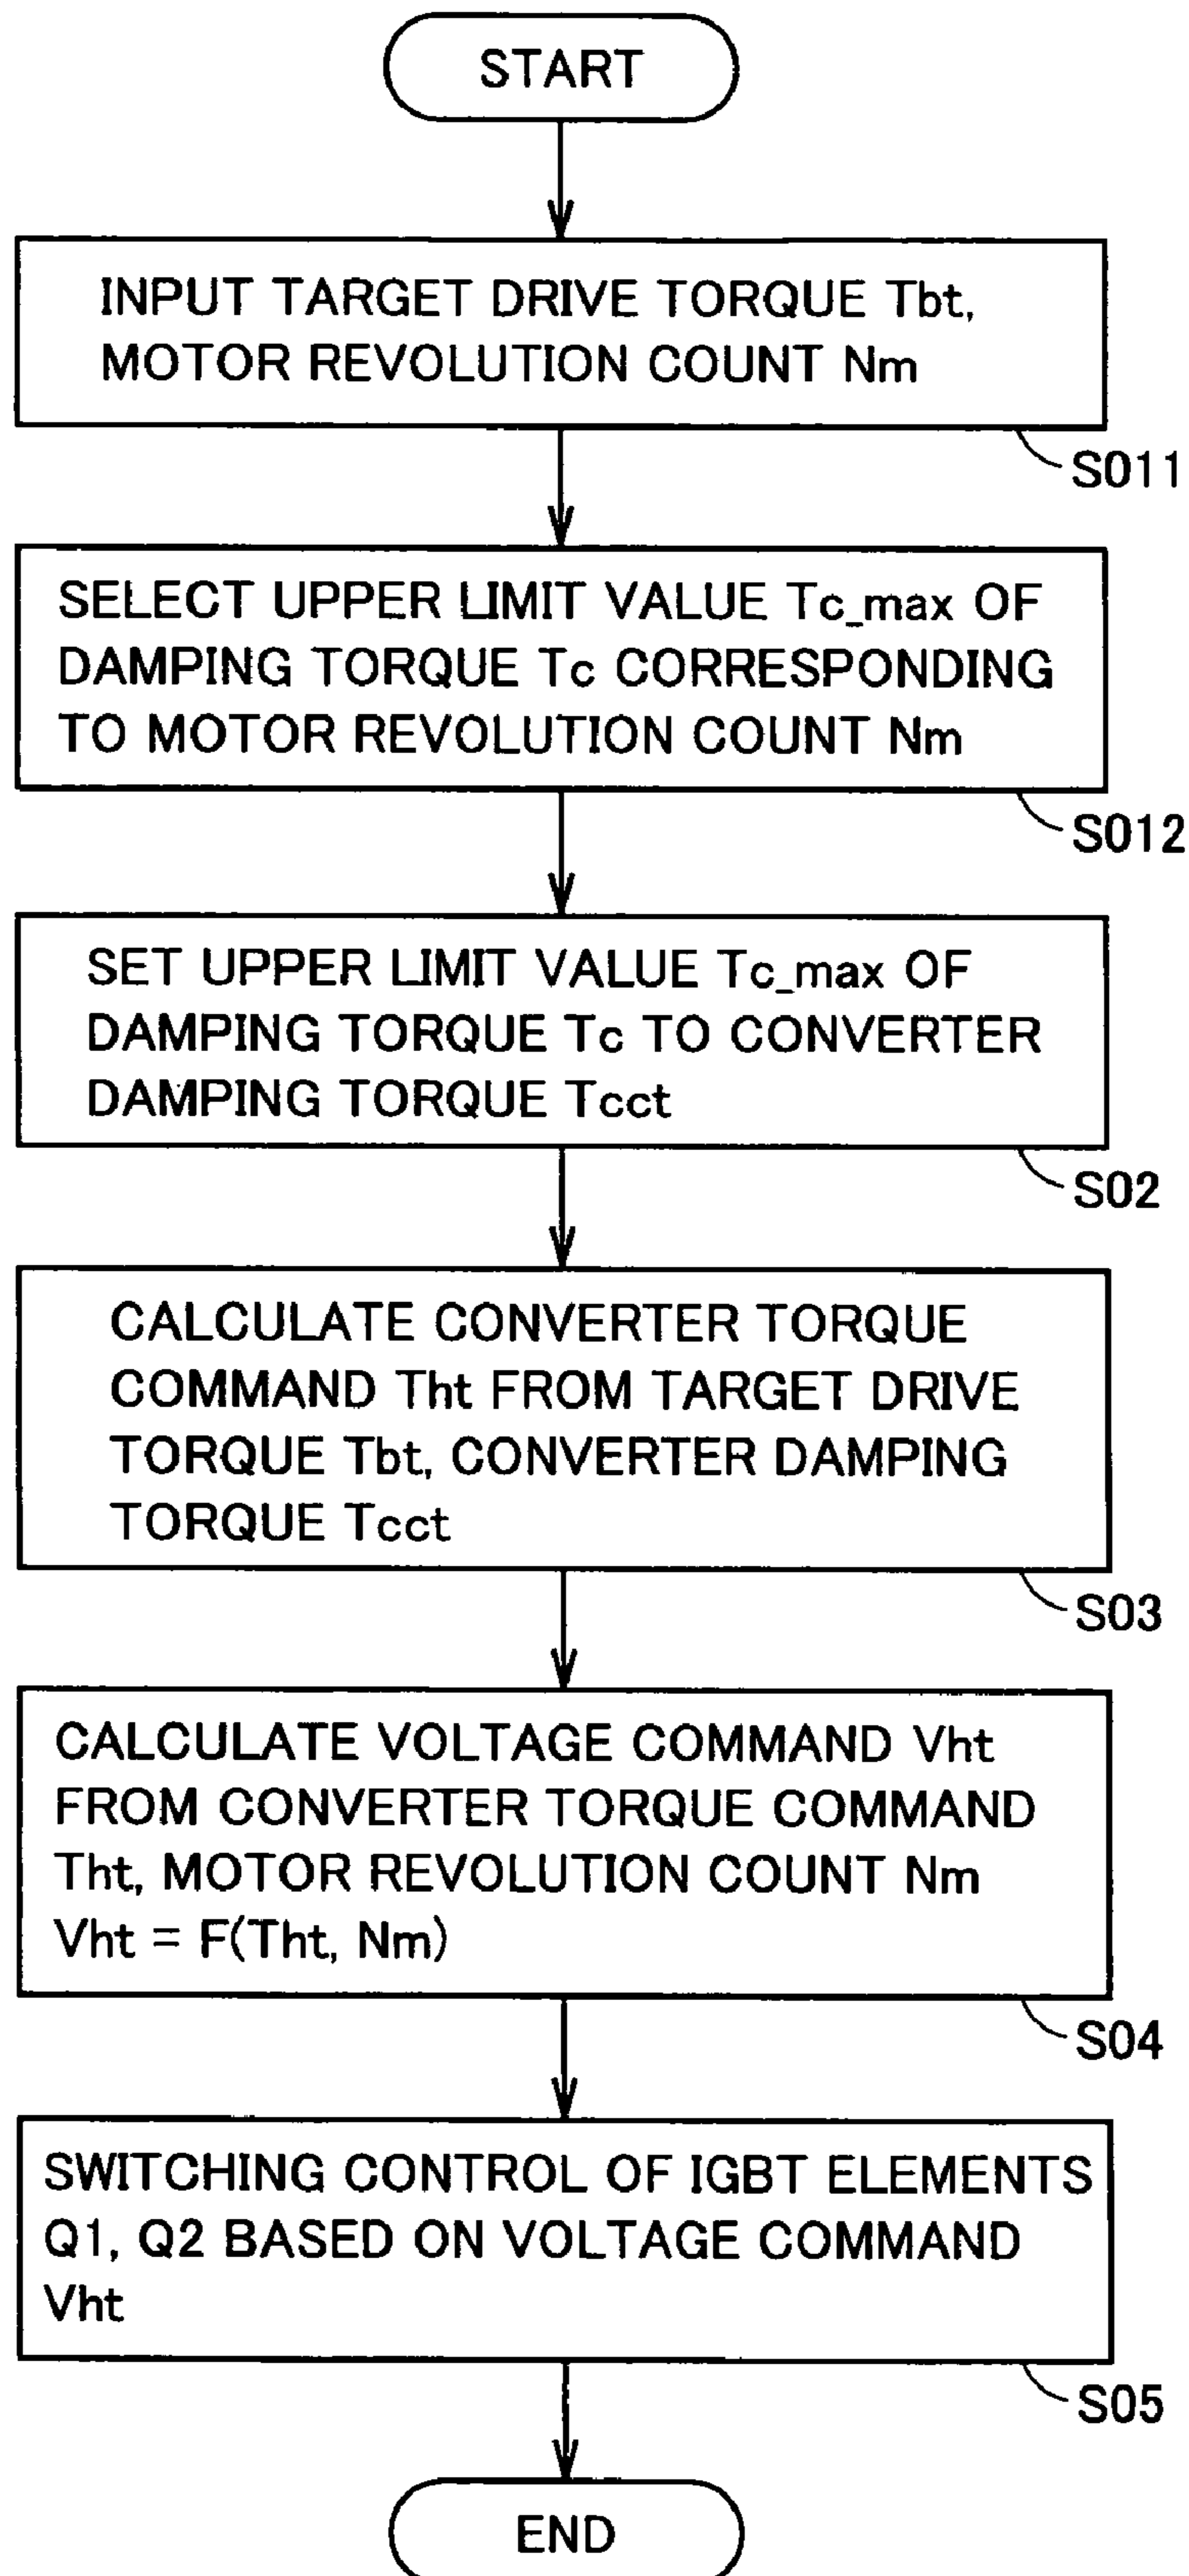 START
INPUT TARGET DRIVE TORQUE Tbt,
MOTOR REVOLUTION COUNT Nm
S011
SELECT UPPER LIMIT VALUE Tc_max OF
DAMPING TORQUE Tc CORRESPONDING
TO MOTOR REVOLUTION COUNT Nm
S012
SET UPPER LIMIT VALUE Tc_max OF
DAMPING TORQUE Tc TO CONVERTER
DAMPING TORQUE Tcct
S02
CALCULATE CONVERTER TORQUE
COMMAND Tht FROM TARGET DRIVE
TORQUE Tbt, CONVERTER DAMPING
TORQUE Tcct
S03
CALCULATE VOLTAGE COMMAND Vht
FROM CONVERTER TORQUE COMMAND
Tht, MOTOR REVOLUTION COUNT Nm
Vht = F(Tht, Nm)
S04
SWITCHING CONTROL OF IGBT ELEMENTS
Q1, Q2 BASED ON VOLTAGE COMMAND
Vht
S05
END